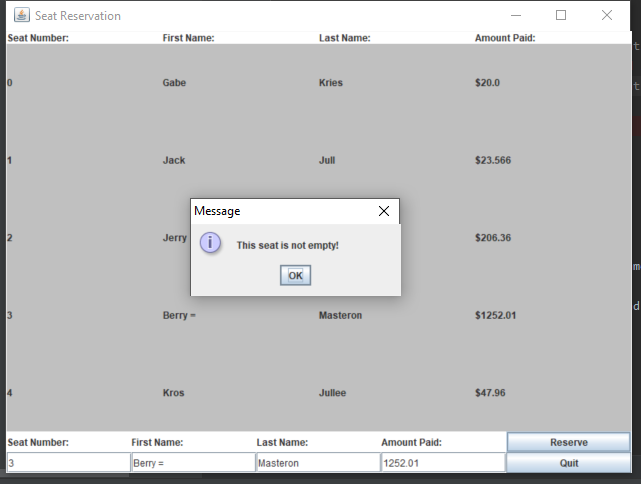 Seat Reservation
Seat Number: First Name: Last Name: Amount Paid:
0 Gabe Kries $20.0
1 Jack Jull $23.566
Message
This seat is not empty!
2 Jerry $206.36
OK
3 Berry = Masteron $1252.01
4 Kros Jullee $47.96
Seat Number: First Name: Last Name: Amount Paid: Reserve
3 Berry = Masteron 1252.01 Quit